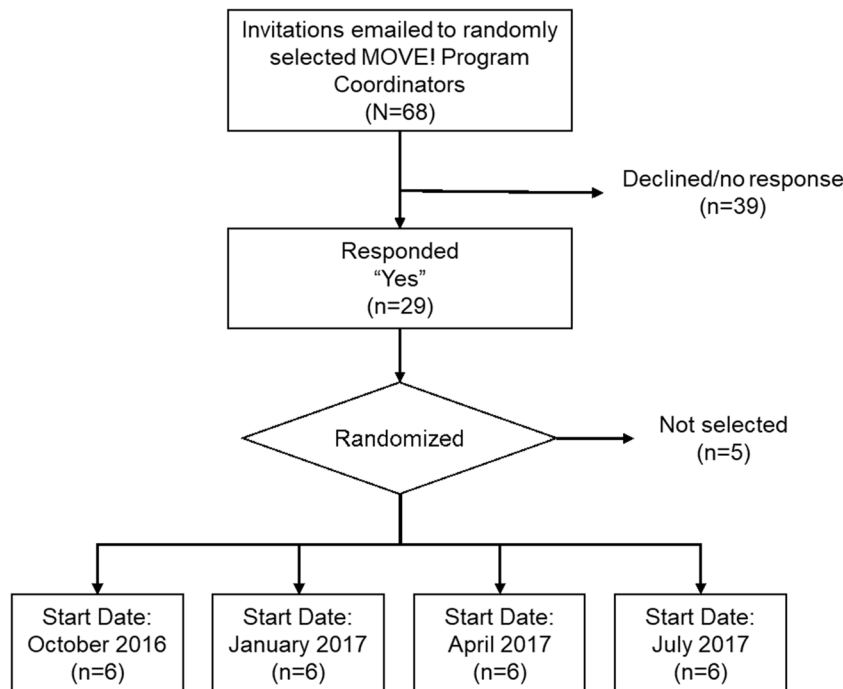 Invitations emailed to randomly
selected MOVE! Program
Coordinators
(N=68)
Declined/no response
(n=39)
Responded
“Yes”
(n=29)
Randomized
Not selected
(n=5)
Start Date:
October 2016
(n=6)
Start Date:
January 2017
(n=6)
Start Date:
April 2017
(n=6)
Start Date:
July 2017
(n=6)